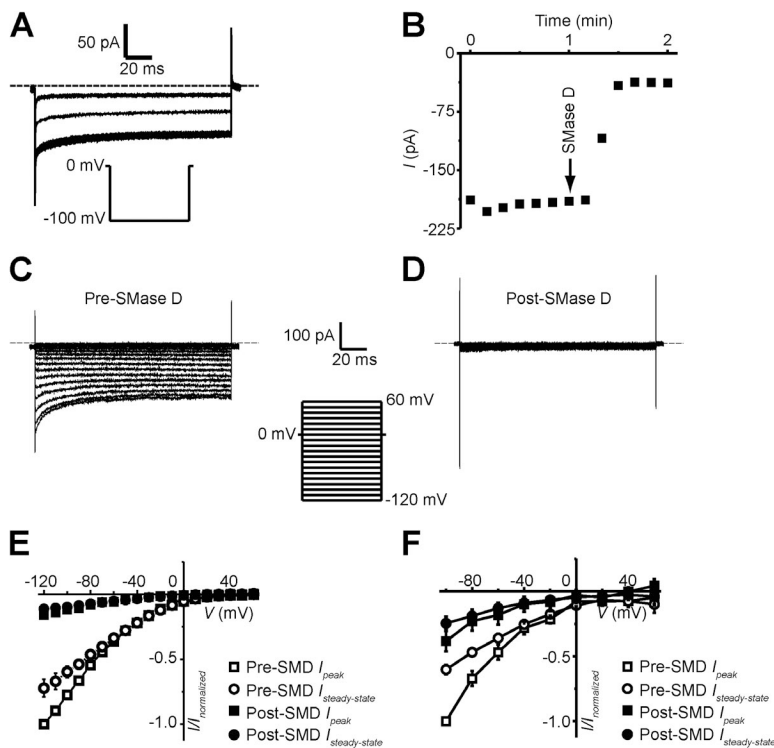 A
50 pA
20 ms
0 mV
-100 mV
B
Time (min)
0 1 2
0
-75
-150
-225
I (pA)
SMase D
C
Pre-SMase D
100 pA
20 ms
60 mV
0 mV
-120 mV
D
Post-SMase D
E
-120 -80 -40 0 40
V (mV)
-0.5
-1.0
I/I normalized
Pre-SMD I peak
Pre-SMD I steady-state
Post-SMD I peak
Post-SMD I steady-state
F
-80 -40 0 40
V (mV)
-0.5
-1.0
I/I normalized
Pre-SMD I peak
Pre-SMD I steady-state
Post-SMD I peak
Post-SMD I steady-state